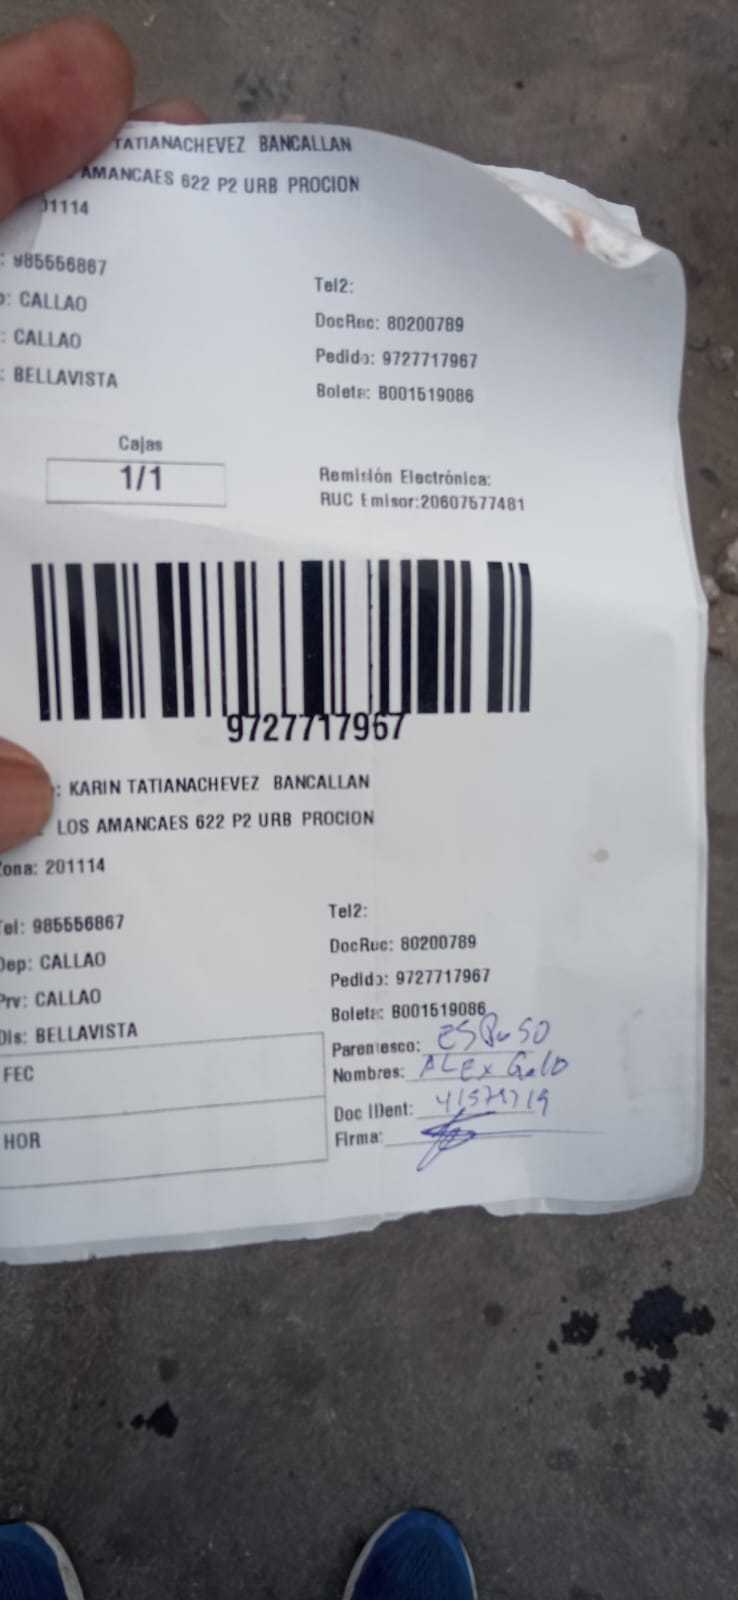 TATIANACHEVEZ BANCALLAN
AMANCAES 622 P2 URB PROCION
01114
: 985556867
Tel2:
o: CALLAO
DocRec: 80200789
: CALLAO
Pedido: 9727717967
: BELLAVISTA
Boleta: B001519086
Cajas
1/1
Remisión Electrónica:
RUC Emisor:20607577481
9727717967
: KARIN TATIANACHEVEZ BANCALLAN
LOS AMANCAES 622 P2 URB PROCION
Zona: 201114
Tel: 985556867
Tel2:
Dep: CALLAO
DocRuc: 80200789
Prv: CALLAO
Pedido: 9727717967
Dis: BELLAVISTA
Boleta: B001519086
Parentesco: ESPOSO
FEC
Nombres: ALEX
Doc IDent:
HOR
Firma: